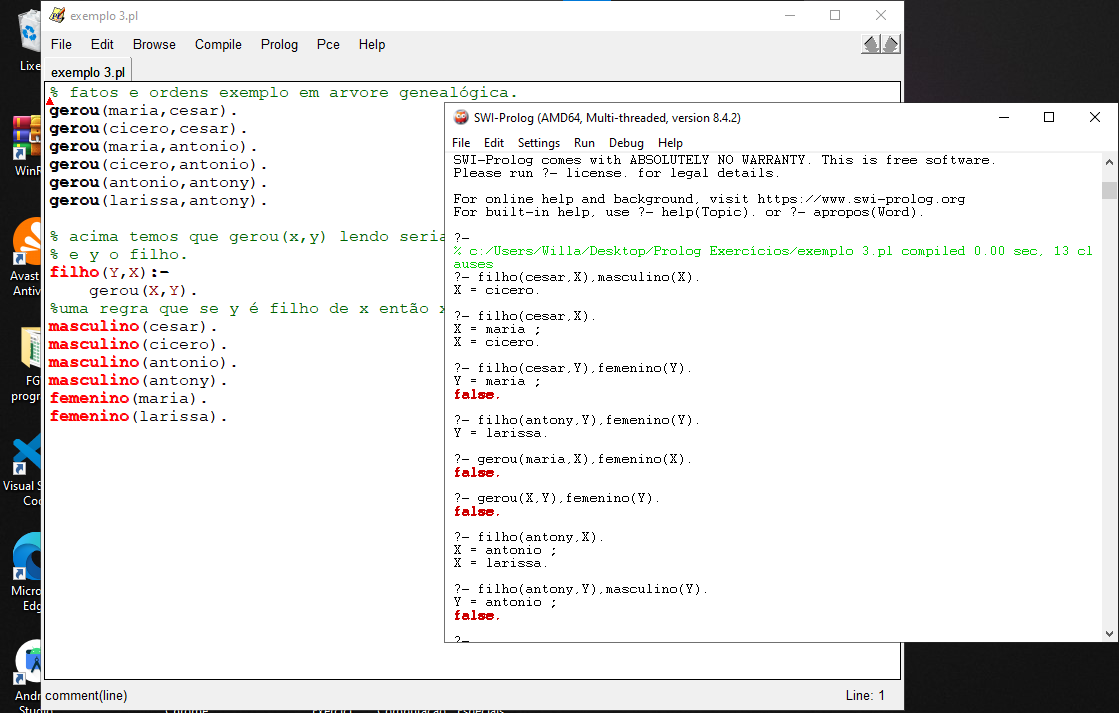 exemplo 3.pl
File Edit Browse Compile Prolog Pce Help
exemplo 3.pl
% fatos e ordens exemplo em arvore genealógica.
gerou(maria,cesar).
gerou(cicero,cesar).
gerou(maria,antonio).
gerou(cicero,antonio).
gerou(antonio,antony).
gerou(larissa,antony).
% acima temos que gerou(x,y) lendo seria
% e y o filho.
filho(Y,X):-
gerou(X,Y).
%uma regra que se y é filho de x então x
masculino(cesar).
masculino(cicero).
masculino(antonio).
masculino(antony).
femenino(maria).
femenino(larissa).
comment(line)
Line: 1
SWI-Prolog (AMD64, Multi-threaded, version 8.4.2)
File Edit Settings Run Debug Help
SWI-Prolog comes with ABSOLUTELY NO WARRANTY. This is free software.
Please run ?- license. for legal details.
For online help and background, visit https://www.swi-prolog.org
For built-in help, use ?- help(Topic). or ?- apropos(Word).
?-
% c:/Users/Willa/Desktop/Prolog Exercícios/exemplo 3.pl compiled 0.00 sec, 13 cl
auses
?- filho(cesar,X),masculino(X).
X = cicero.
?- filho(cesar,X).
X = maria ;
X = cicero.
?- filho(cesar,Y),femenino(Y).
Y = maria ;
false.
?- filho(antony,Y),femenino(Y).
Y = larissa.
?- gerou(maria,X),femenino(X).
false.
?- gerou(X,Y),femenino(Y).
false.
?- filho(antony,X).
X = antonio ;
X = larissa.
?- filho(antony,Y),masculino(Y).
Y = antonio ;
false.
?-
Lixe
WinF
Avast
Antiv
FG
progr
Visual S
Coc
Micro
Edg
Andr
Studi